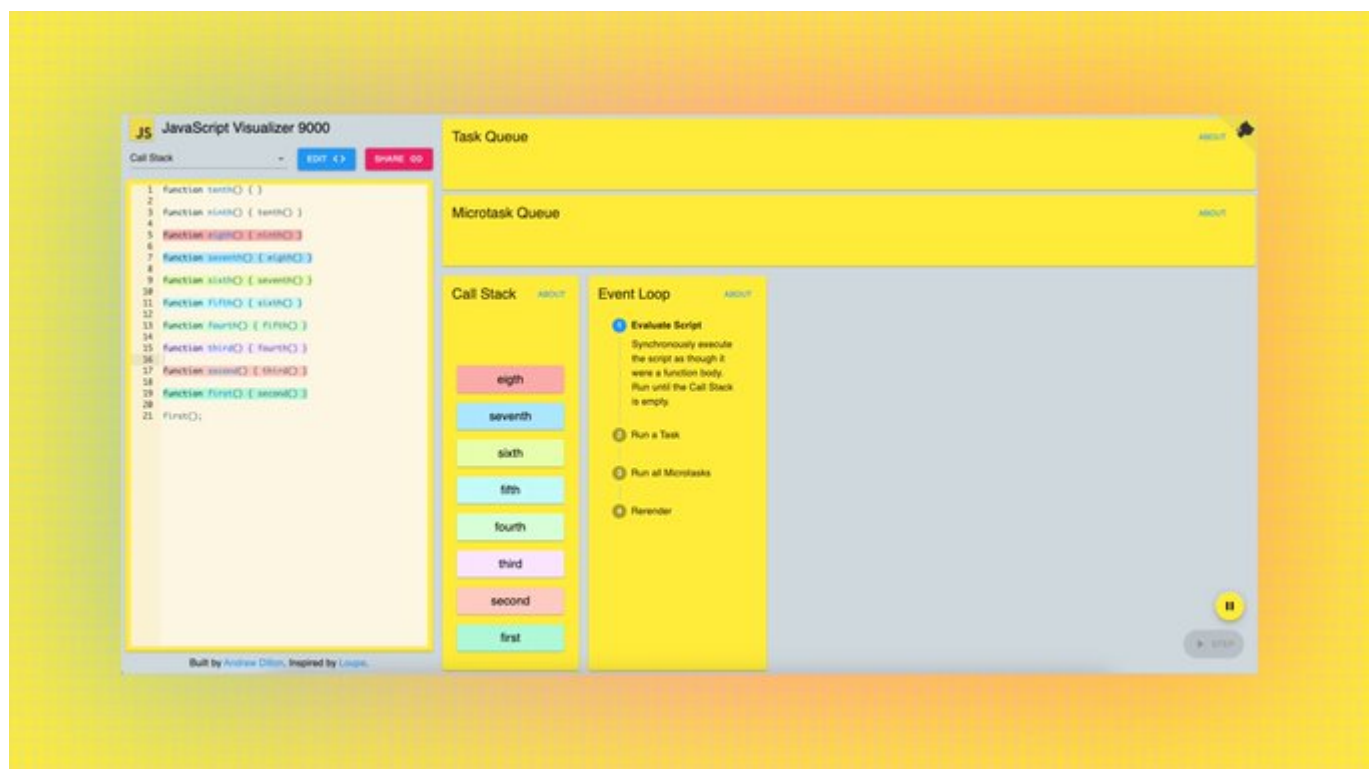 JS JavaScript Visualizer 9000
Call Stack
EDIT <>
SHARE
1 function tenth() { }
2
3 function ninth() { tenth() }
4
5 function eigth() { ninth() }
6
7 function seventh() { eigth() }
8
9 function sixth() { seventh() }
10
11 function fifth() { sixth() }
12
13 function fourth() { fifth() }
14
15 function third() { fourth() }
16
17 function second() { third() }
18
19 function first() { second() }
20
21 first();
Built by Andrew Dillon, Inspired by Loupe.
Task Queue
ABOUT
Microtask Queue
ABOUT
Call Stack
ABOUT
eigth
seventh
sixth
fifth
fourth
third
second
first
Event Loop
ABOUT
1 Evaluate Script
Synchronously execute
the script as though it
were a function body.
Run until the Call Stack
is empty.
2 Run a Task
3 Run all Microtasks
4 Rerender
STEP